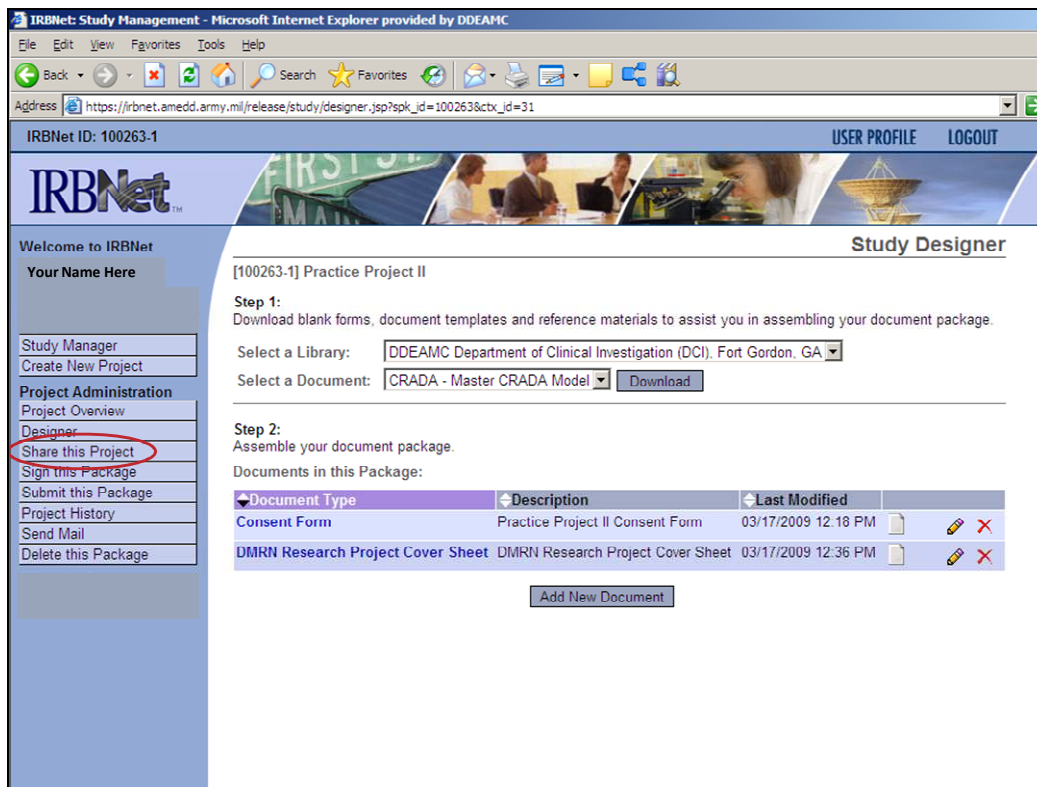 IRBNet: Study Management - Microsoft Internet Explorer provided by DDEAMC
File Edit View Favorites Tools Help
Back Search Favorites
Address https://irbnet.amedd.army.mil/release/study/designer.jsp?spk_id=100263&ctx_id=31
IRBNet ID: 100263-1 USER PROFILE LOGOUT
FIRST ST
MAIN
IRBNet TM
Welcome to IRBNet
Your Name Here
Study Manager
Create New Project
Project Administration
Project Overview
Designer
Share this Project
Sign this Package
Submit this Package
Project History
Send Mail
Delete this Package
Study Designer
[100263-1] Practice Project II
Step 1:
Download blank forms, document templates and reference materials to assist you in assembling your document package.
Select a Library: DDEAMC Department of Clinical Investigation (DCI), Fort Gordon, GA
Select a Document: CRADA - Master CRADA Model Download
Step 2:
Assemble your document package.
Documents in this Package:
Document Type Description Last Modified
Consent Form Practice Project II Consent Form 03/17/2009 12:18 PM
DMRN Research Project Cover Sheet DMRN Research Project Cover Sheet 03/17/2009 12:36 PM
Add New Document